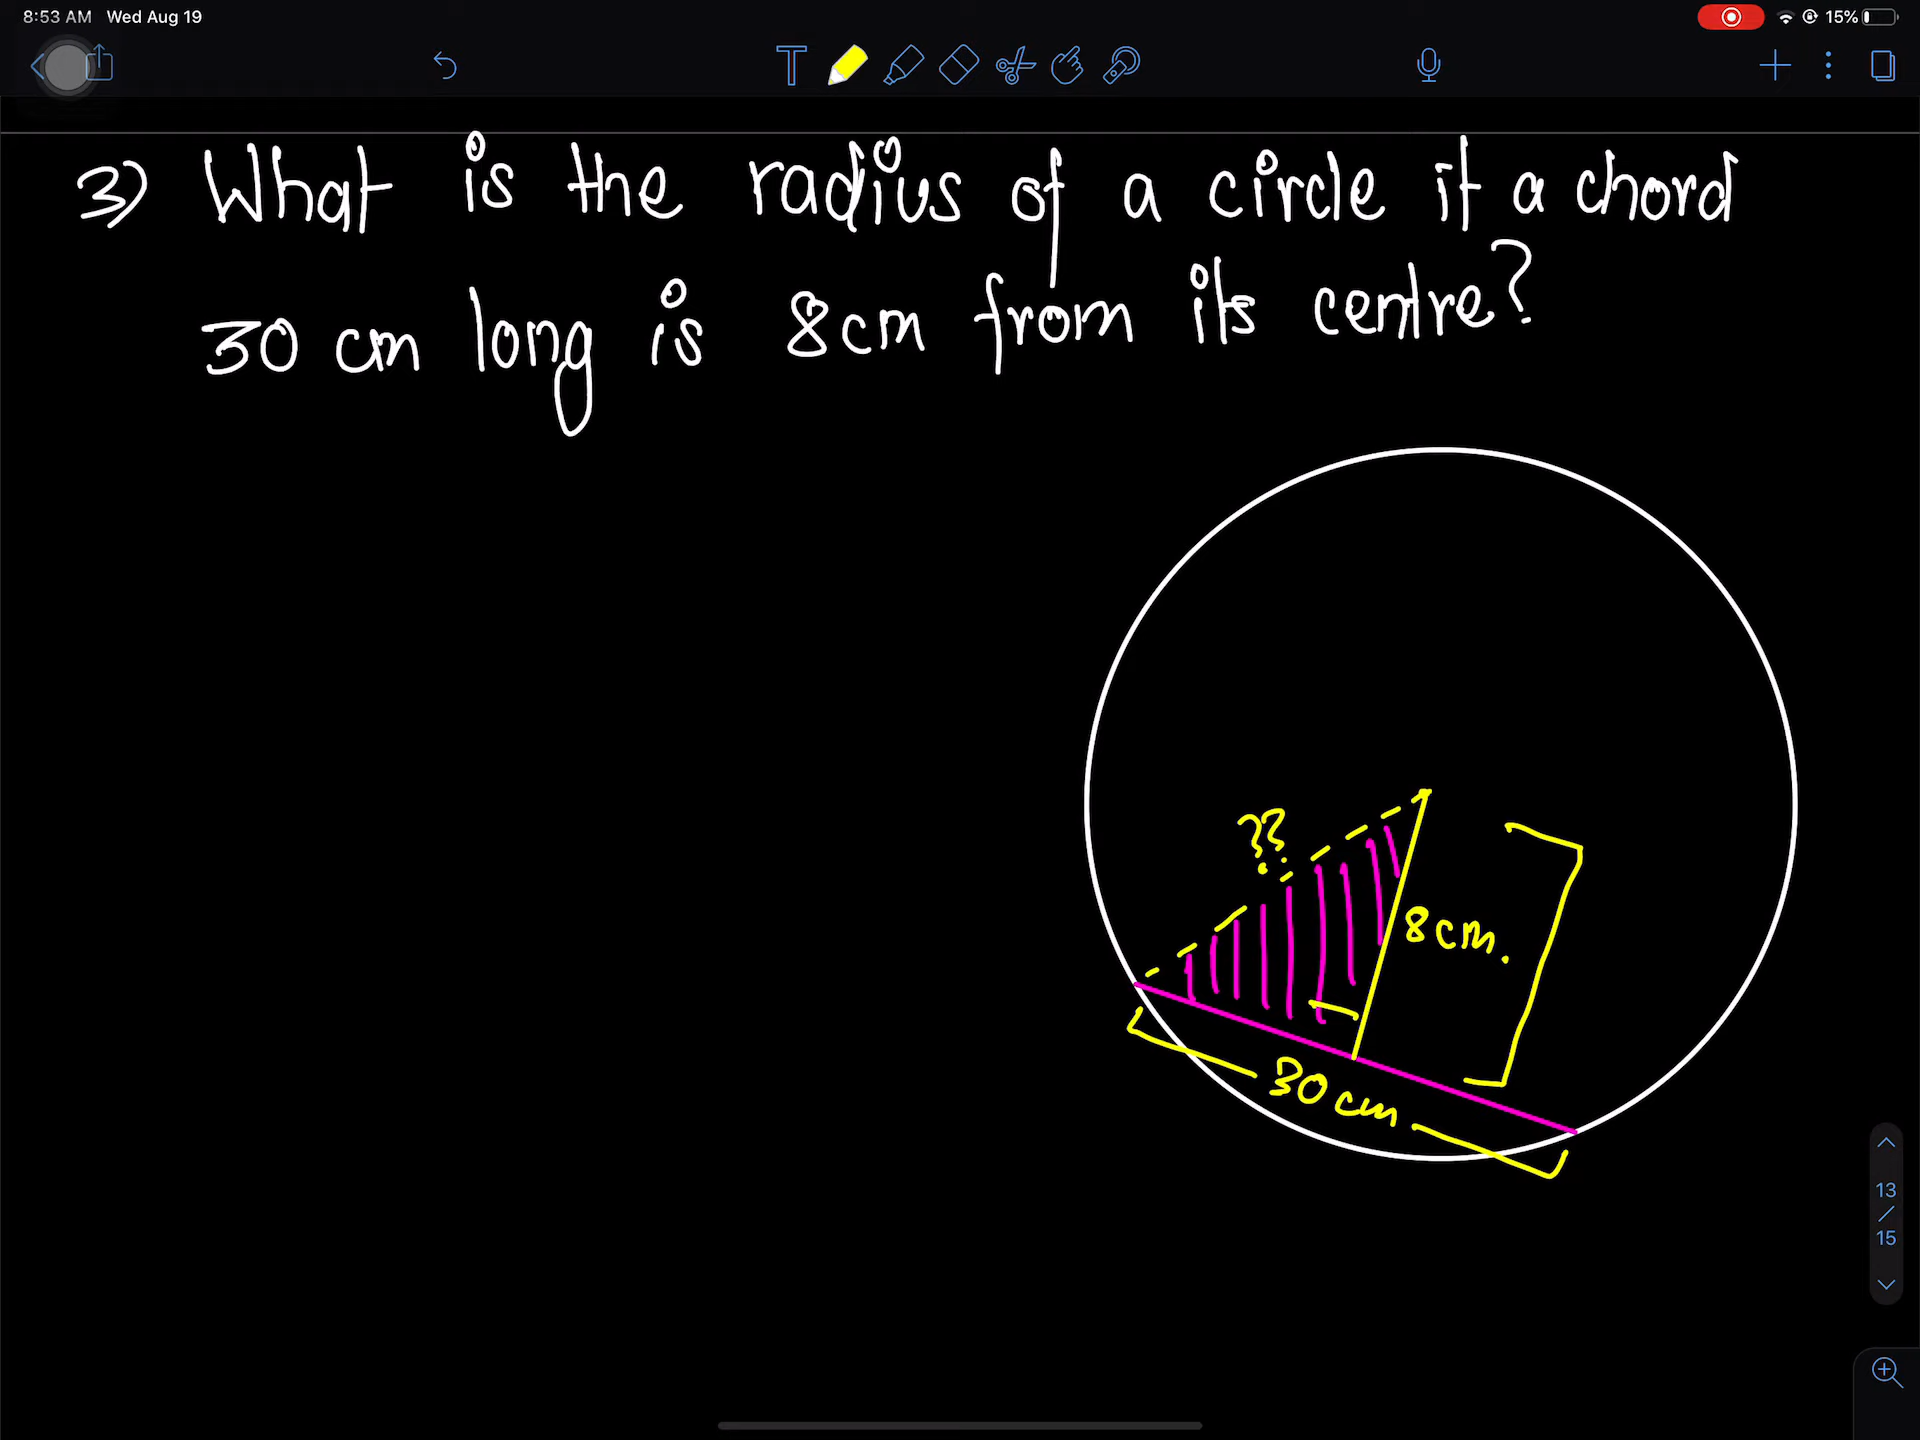 8:53 AM Wed Aug 19
15%
3) What is the radius of a circle if a chord
30 cm long is 8cm from its centre?
??
8cm.
30 cm
13
/
15